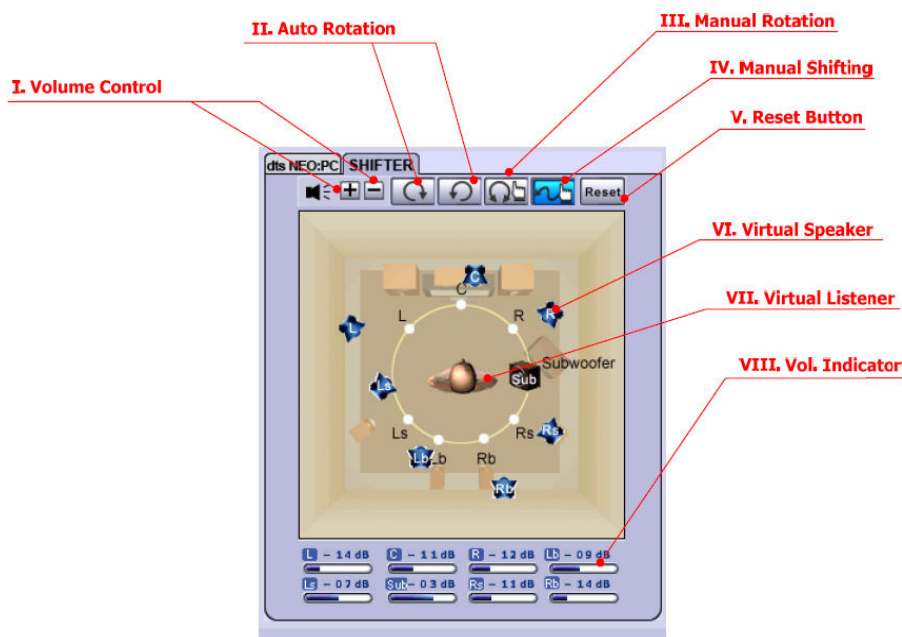 III. Manual Rotation
II. Auto Rotation
IV. Manual Shifting
I. Volume Control
V. Reset Button
dts NEO:PC SHIFTER
Reset
VI. Virtual Speaker
C
C
L R R
L
VII. Virtual Listener
Subwoofer
Sub
VIII. Vol. Indicator
Ls
Ls Rs Rs
Lb Lb Rb
Rb
L - 14 dB C - 11 dB R - 12 dB Lb - 09 dB
Ls - 07 dB Sub - 03 dB Rs - 11 dB Rb - 14 dB